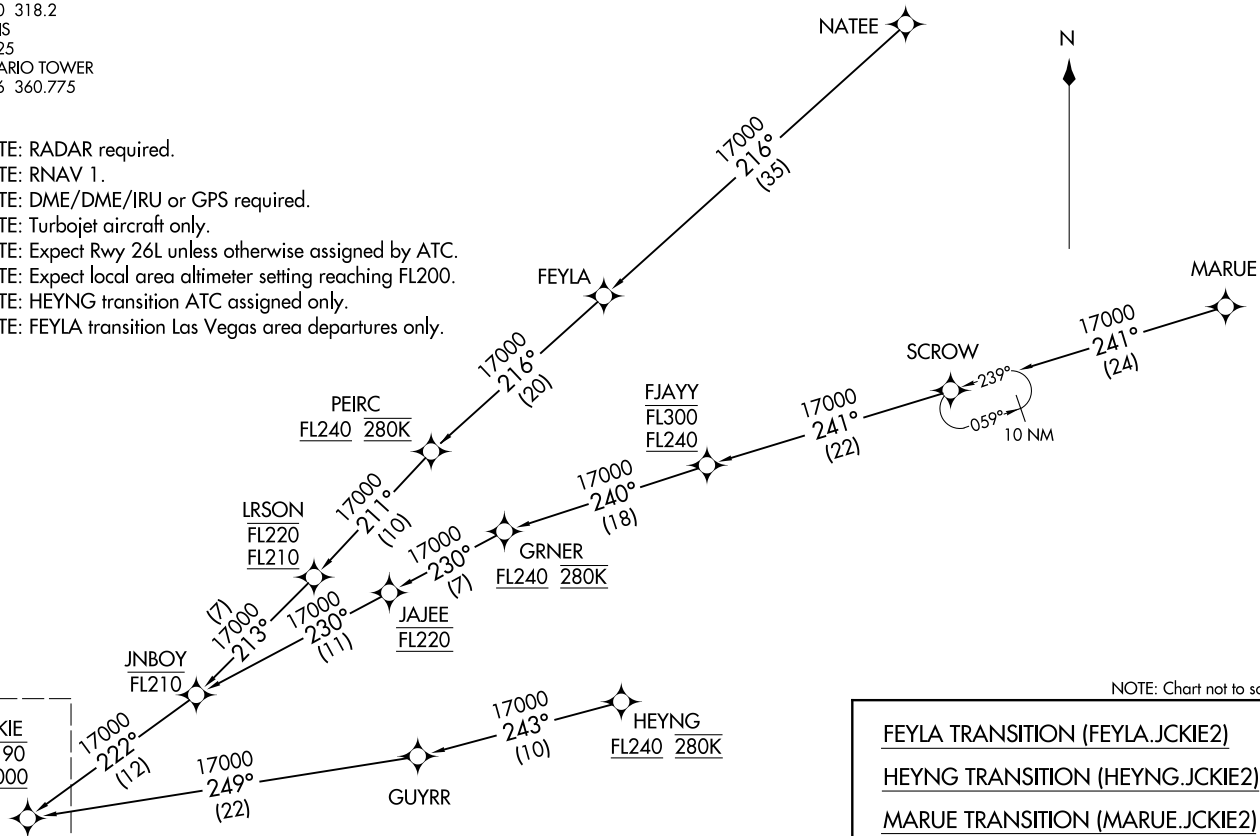 318.2
25
ARIO TOWER
360.775
TE: RADAR required.
TE: RNAV 1.
TE: DME/DME/IRU or GPS required.
TE: Turbojet aircraft only.
TE: Expect Rwy 26L unless otherwise assigned by ATC.
TE: Expect local area altimeter setting reaching FL200.
TE: HEYNG transition ATC assigned only.
TE: FEYLA transition Las Vegas area departures only.
NATEE
N
17000
216°
(35)
FEYLA
MARUE
17000
241°
(24)
SCROW
239°
059°
10 NM
17000
216°
(20)
PEIRC
FL240 280K
FJAYY
FL300
FL240
17000
241°
(22)
17000
240°
(18)
17000
211°
(10)
LRSON
FL220
FL210
GRNER
FL240 280K
17000
230°
(7)
JAJEE
FL220
17000
230°
(11)
(7)
17000
213°
JNBOY
FL210
17000
222°
(12)
HEYNG
FL240 280K
17000
243°
(10)
GUYRR
17000
249°
(22)
KIE
90
000
NOTE: Chart not to sc
FEYLA TRANSITION (FEYLA.JCKIE2)
HEYNG TRANSITION (HEYNG.JCKIE2)
MARUE TRANSITION (MARUE.JCKIE2)